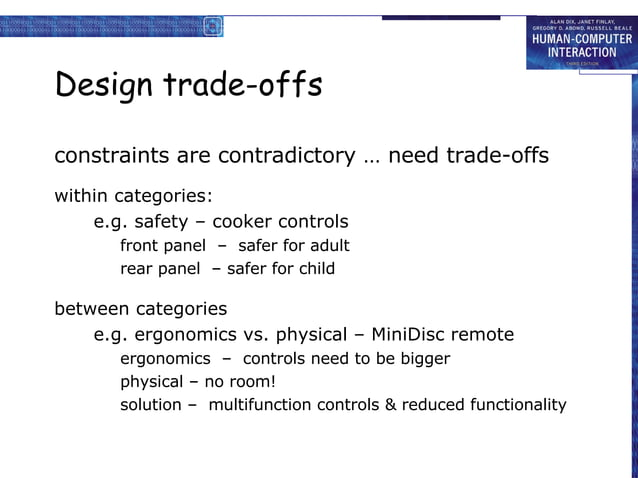 ALAN DIX, JANET FINLAY,
GREGORY D. ABOWD, RUSSELL BEALE
HUMAN-COMPUTER
INTERACTION
THIRD EDITION
Design trade-offs
constraints are contradictory … need trade-offs
within categories:
e.g. safety – cooker controls
front panel – safer for adult
rear panel – safer for child
between categories
e.g. ergonomics vs. physical – MiniDisc remote
ergonomics – controls need to be bigger
physical – no room!
solution – multifunction controls & reduced functionality